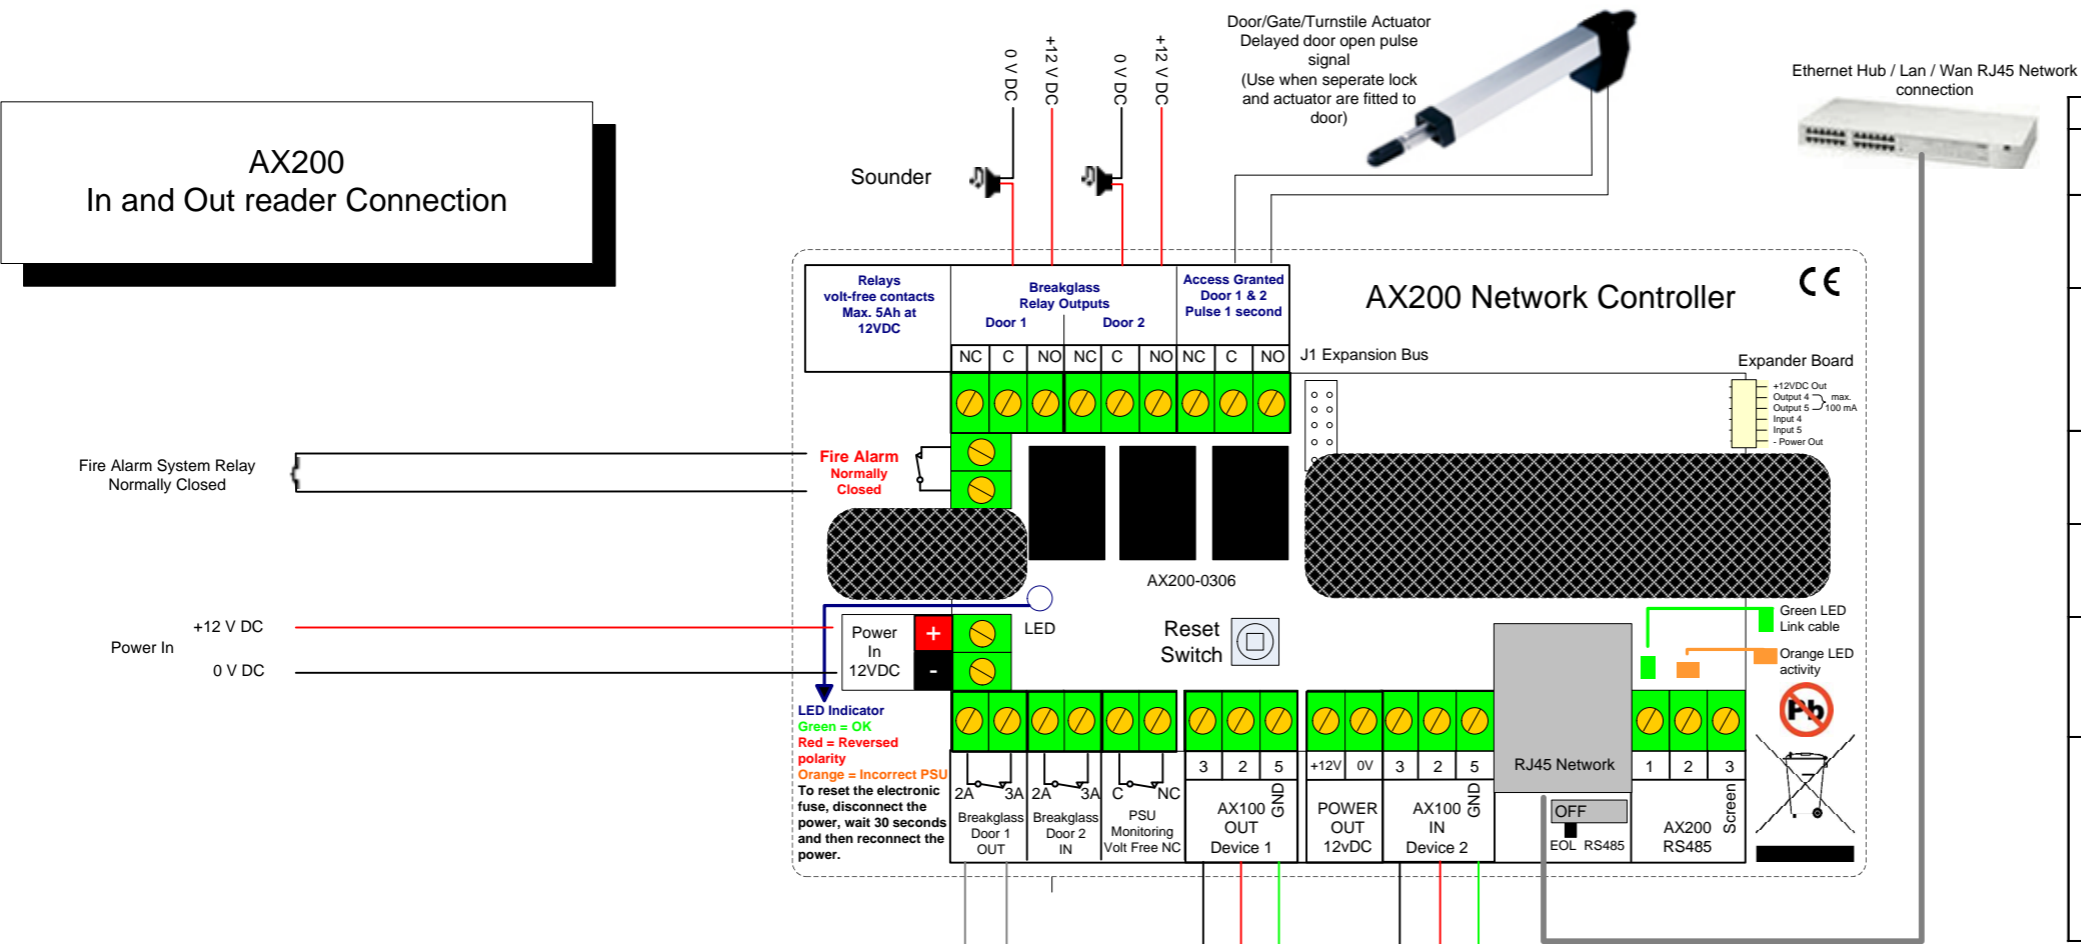 AX200
In and Out reader Connection
0 V DC
+12 V DC
0 V DC
+12 V DC
Sounder
Door/Gate/Turnstile Actuator
Delayed door open pulse
signal
(Use when seperate lock
and actuator are fitted to
door)
Ethernet Hub / Lan / Wan RJ45 Network
connection
Relays
volt-free contacts
Max. 5Ah at
12VDC
Breakglass
Relay Outputs
Door 1
Door 2
Access Granted
Door 1 & 2
Pulse 1 second
NC C NO NC C NO NC C NO
AX200 Network Controller
CE
J1 Expansion Bus
Expander Board
+12VDC Out
Output 4
Output 5
max.
100 mA
Input 4
Input 5
- Power Out
Fire Alarm System Relay
Normally Closed
Fire Alarm
Normally
Closed
AX200-0306
LED
Reset
Switch
Power In
+12 V DC
0 V DC
Power
In
12VDC
+
-
Green LED
Link cable
Orange LED
activity
Pb
LED Indicator
Green = OK
Red = Reversed
polarity
Orange = Incorrect PSU
To reset the electronic
fuse, disconnect the
power, wait 30 seconds
and then reconnect the
power.
2A 3A
Breakglass
Door 1
OUT
2A 3A
Breakglass
Door 2
IN
C NC
PSU
Monitoring
Volt Free NC
3 2 5
GND
AX100
OUT
Device 1
+12V 0V
POWER
OUT
12vDC
3 2 5
GND
AX100
IN
Device 2
RJ45 Network
OFF
EOL RS485
1 2 3
Screen
AX200
RS485